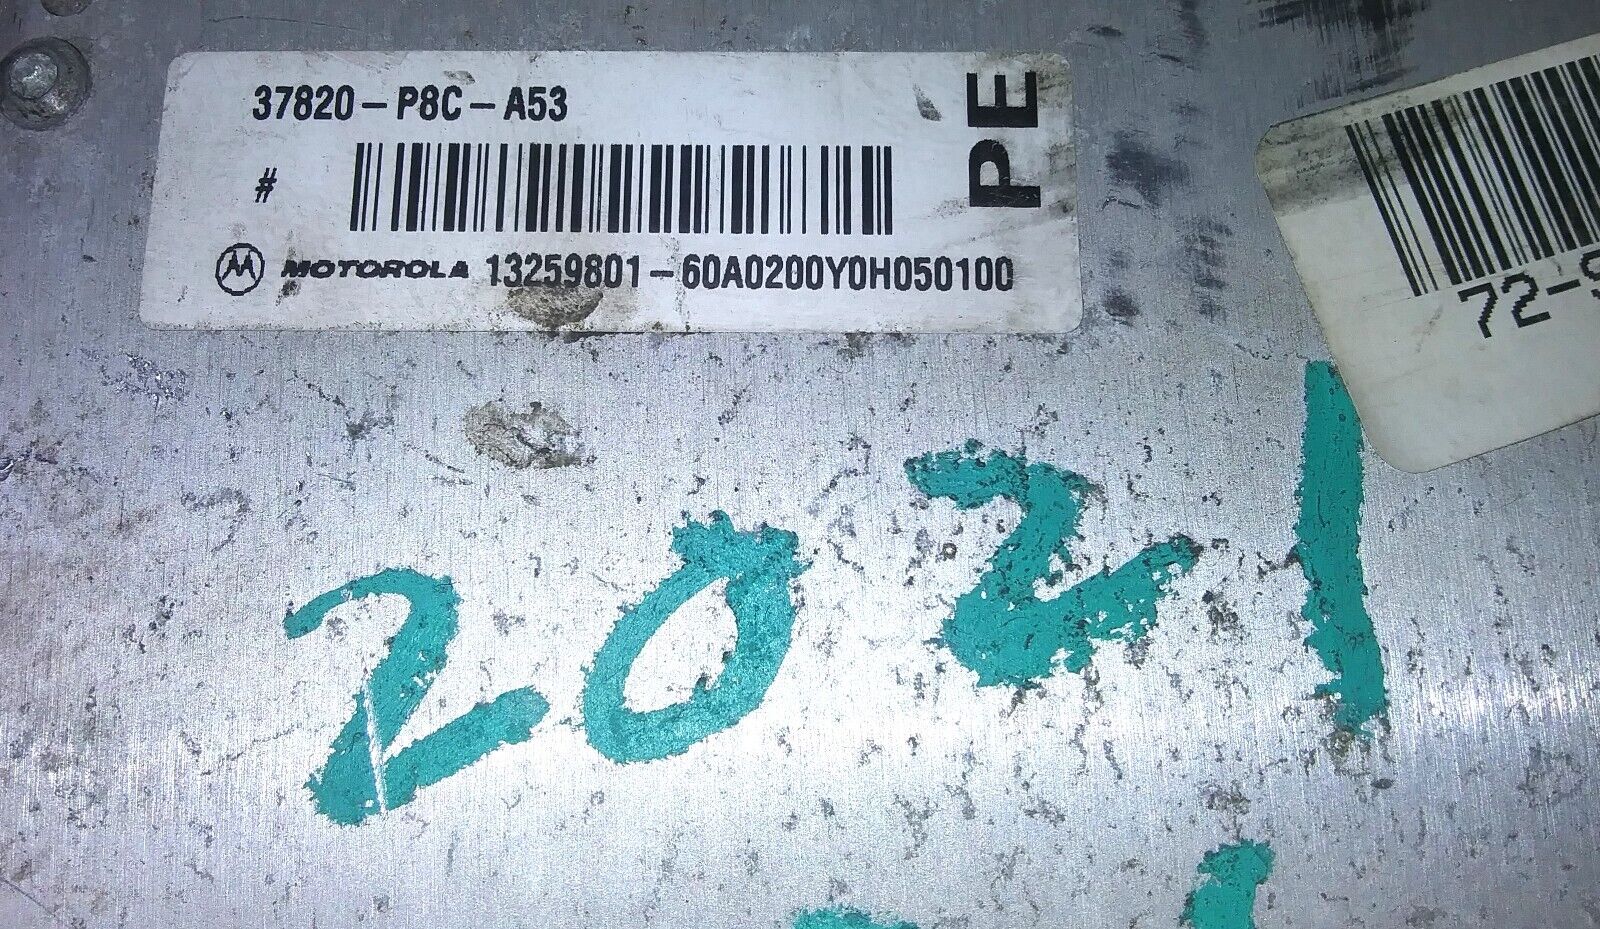 37820-P8C-A53
PE
#
MOTOROLA 13259801-60A0200Y0H050100
72-
2021